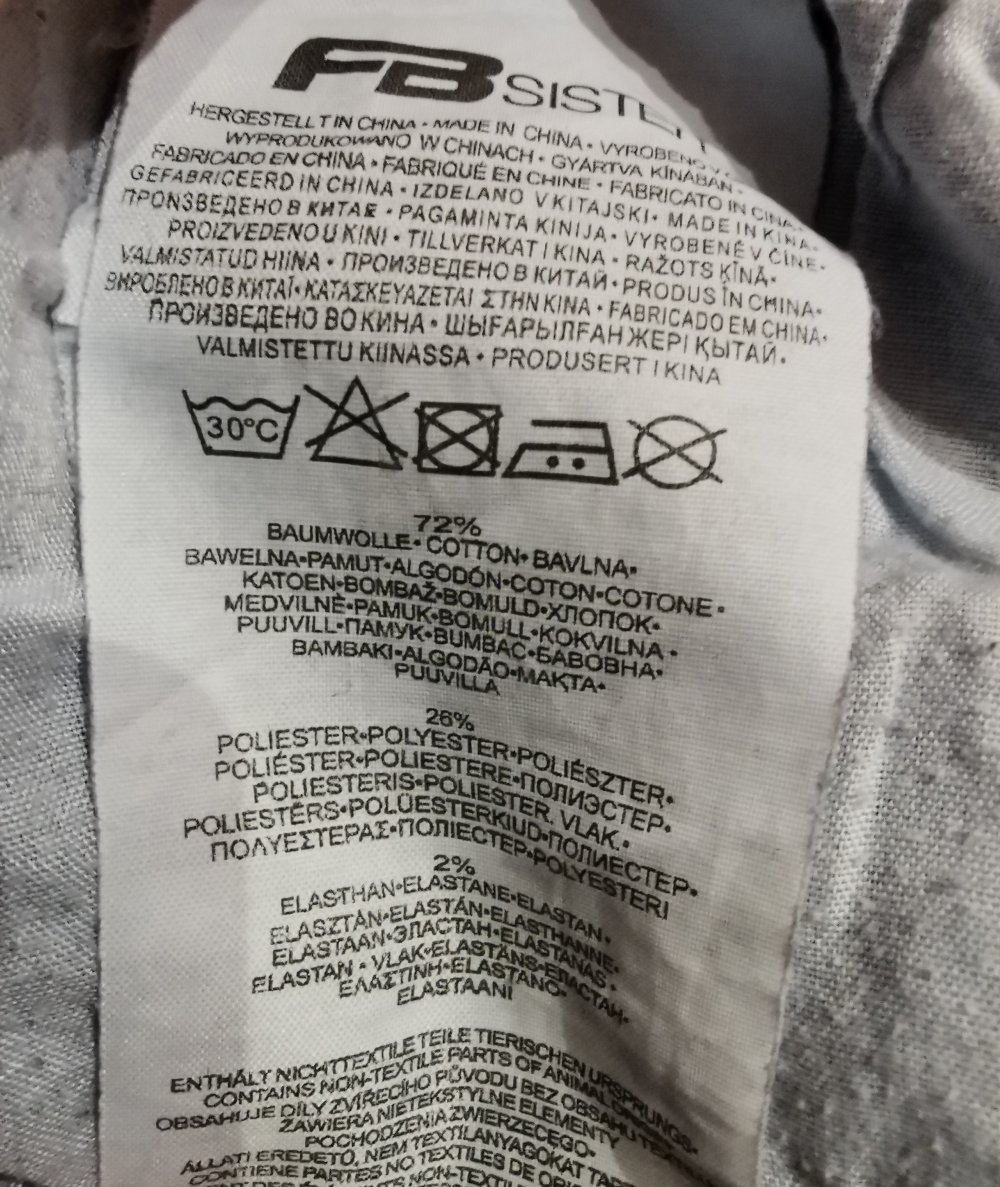 FB SISTE
HERGESTELLT IN CHINA • MADE IN CHINA • VYROBENO V
WYPRODUKOWANO W CHINACH • GYÁRTVA KÍNÁBAN •
FABRICADO EN CHINA • FABRIQUÉ EN CHINE • FABRICATO IN CINA •
GEFABRICEERD IN CHINA • IZDELANO V KITAJSKI • MADE IN KINA •
ПРОИЗВЕДЕНО В КИТАЕ • PAGAMINTA KINIJA • VYROBENÉ V ČÍNE •
PROIZVEDENO U KINI • TILLVERKAT I KINA • RAŽOTS ĶĪNĀ •
VALMISTATUD HIINA • ПРОИЗВЕДЕНО В КИТАЙ • PRODUS ÎN CHINA •
ВИРОБЛЕНО В КИТАЇ • ΚΑΤΑΣΚΕΥΑΖΕΤΑΙ ΣΤΗΝ ΚΙΝΑ • FABRICADO EM CHINA •
ПРОИЗВЕДЕНО ВО КИНА • ШЫҒАРЫЛҒАН ЖЕРІ ҚЫТАЙ •
VALMISTETTU KIINASSA • PRODUSERT I KINA
30°C
72%
BAUMWOLLE • COTTON • BAVLNA •
BAWEŁNA•PAMUT•ALGODÓN•COTON•COTONE •
KATOEN•BOMBAŽ•BOMULD•ХЛОПОК•
MEDVILNĖ•PAMUK•BOMULL•KOKVILNA •
PUUVILL•ПАМУК•BUMBAC•БАВОВНА•
BAMBAKI•ALGODÃO•МАҚТА•
PUUVILLA
26%
POLIESTER•POLYESTER•POLIÉSZTER•
POLIÉSTER•POLIESTERE•ПОЛИЭСТЕР•
POLIESTERIS•POLIESTER. VLAK.•
POLIESTĒRS•POLÜESTERKIUD•ПОЛИЕСТЕР•
ΠΟΛΥΕΣΤΕΡΑΣ•ПОЛІЕСТЕР•POLYESTERI
2%
ELASTHAN•ELASTANE•ELASTAN•
ELASZTÁN•ELASTÁN•ELASTHANNE•
ELASTAAN•ЭЛАСТАН•ELASTANAS•
ELASTAN • VLAK•ELASTĀNS•ЕЛАСТАН•
ΕΛΑΣΤΙΝΗ•ELASTANO•
ELASTAANI
ENTHÄLT NICHTTEXTILE TEILE TIERISCHEN URSPRUNGS•
CONTAINS NON-TEXTILE PARTS OF ANIMAL
OBSAHUJE DÍLY ZVÍŘECÍHO PŮVODU BEZ OBSAHU
ZAWIERA NIETEKSTYLNE ELEMENTY
POCHODZENIA ZWIERZĘCEGO•
ÁLLATI EREDETŐ, NEM TEXTILANYAGOKAT
CONTIENE PARTES NO TEXTILES DE
NON-TEXTIL